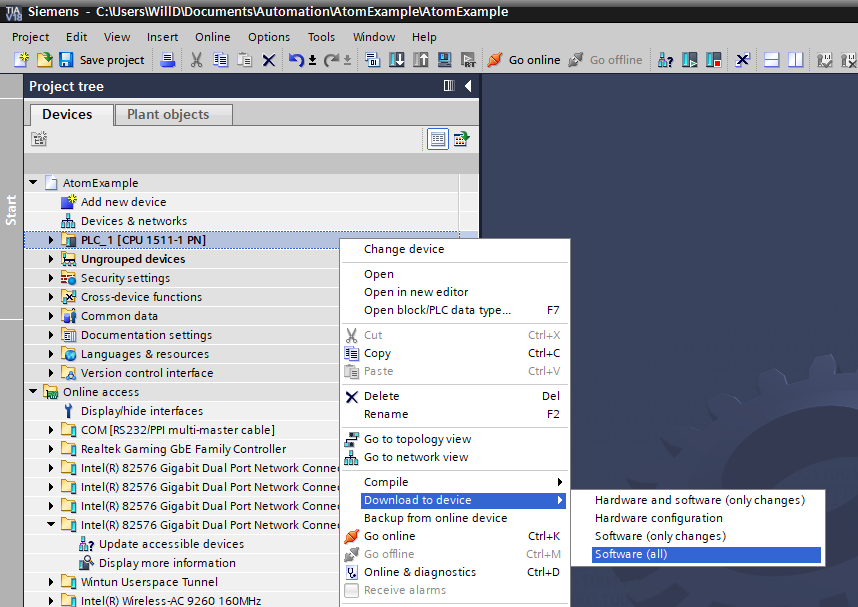 TIA V18 Siemens - C:\Users\WillD\Documents\Automation\AtomExample\AtomExample
Project Edit View Insert Online Options Tools Window Help
Save project Go online Go offline
Project tree
Devices Plant objects
Start
AtomExample
Add new device
Devices & networks
PLC_1 [CPU 1511-1 PN]
Ungrouped devices
Security settings
Cross-device functions
Common data
Documentation settings
Languages & resources
Version control interface
Online access
Display/hide interfaces
COM [RS232/PPI multi-master cable]
Realtek Gaming GbE Family Controller
Intel(R) 82576 Gigabit Dual Port Network Conne
Intel(R) 82576 Gigabit Dual Port Network Conne
Intel(R) 82576 Gigabit Dual Port Network Conne
Intel(R) 82576 Gigabit Dual Port Network Conne
Update accessible devices
Display more information
Wintun Userspace Tunnel
Intel(R) Wireless-AC 9260 160MHz
Change device
Open
Open in new editor
Open block/PLC data type... F7
Cut Ctrl+X
Copy Ctrl+C
Paste Ctrl+V
Delete Del
Rename F2
Go to topology view
Go to network view
Compile
Download to device
Backup from online device
Go online Ctrl+K
Go offline Ctrl+M
Online & diagnostics Ctrl+D
Receive alarms
Hardware and software (only changes)
Hardware configuration
Software (only changes)
Software (all)